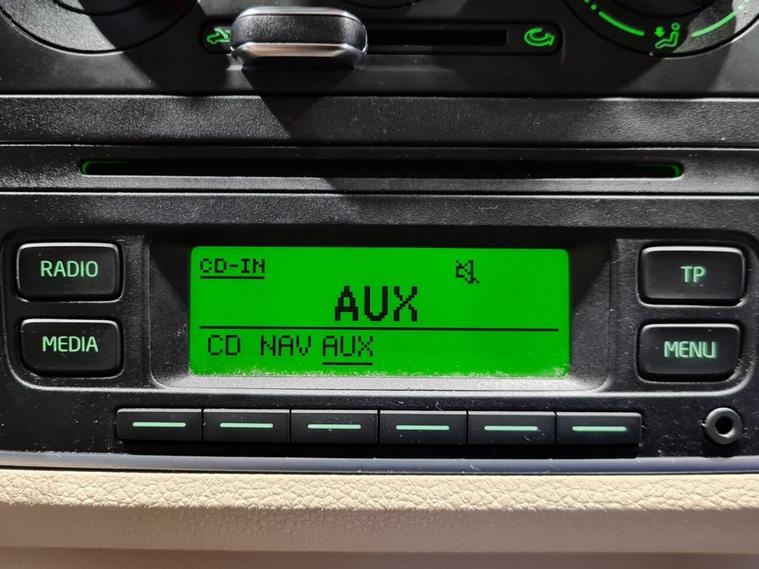 CD-IN
AUX
CD NAV AUX
RADIO
MEDIA
TP
MENU